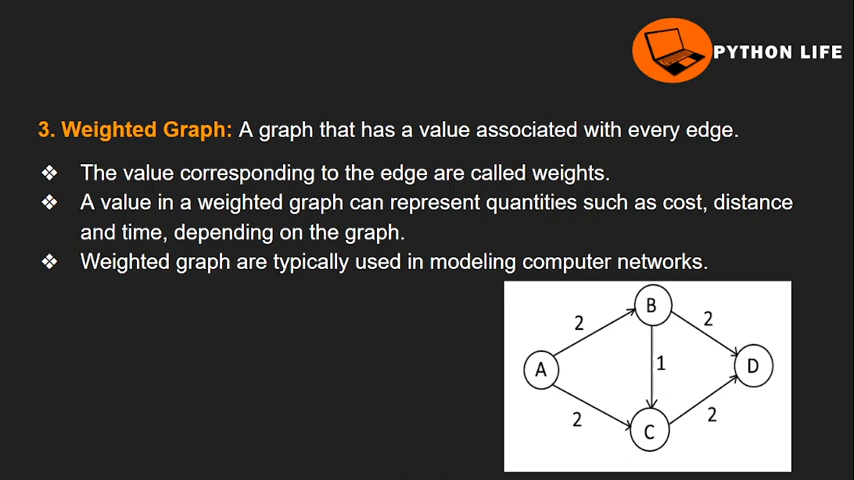 PYTHON LIFE
3. Weighted Graph: A graph that has a value associated with every edge.
❖ The value corresponding to the edge are called weights.
❖ A value in a weighted graph can represent quantities such as cost, distance
and time, depending on the graph.
❖ Weighted graph are typically used in modeling computer networks.
B
2
2
A
1
D
2
C
2